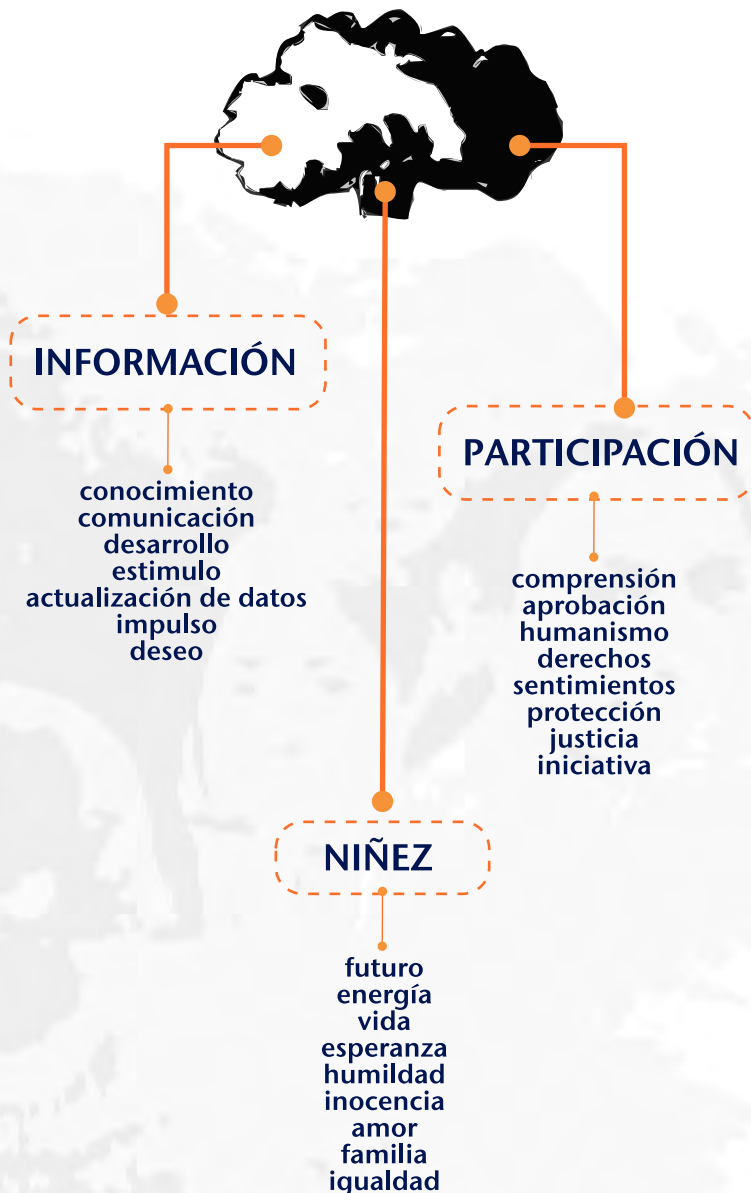 INFORMACIÓN
conocimiento
comunicación
desarrollo
estimulo
actualización de datos
impulso
deseo
PARTICIPACIÓN
comprensión
aprobación
humanismo
derechos
sentimientos
protección
justicia
iniciativa
NIÑEZ
futuro
energía
vida
esperanza
humildad
inocencia
amor
familia
igualdad